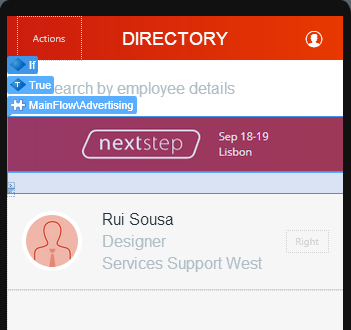 Actions
DIRECTORY
If
True
earch by employee details
MainFlow\Advertising
nextstep
Sep 18-19
Lisbon
Rui Sousa
Designer
Services Support West
Right